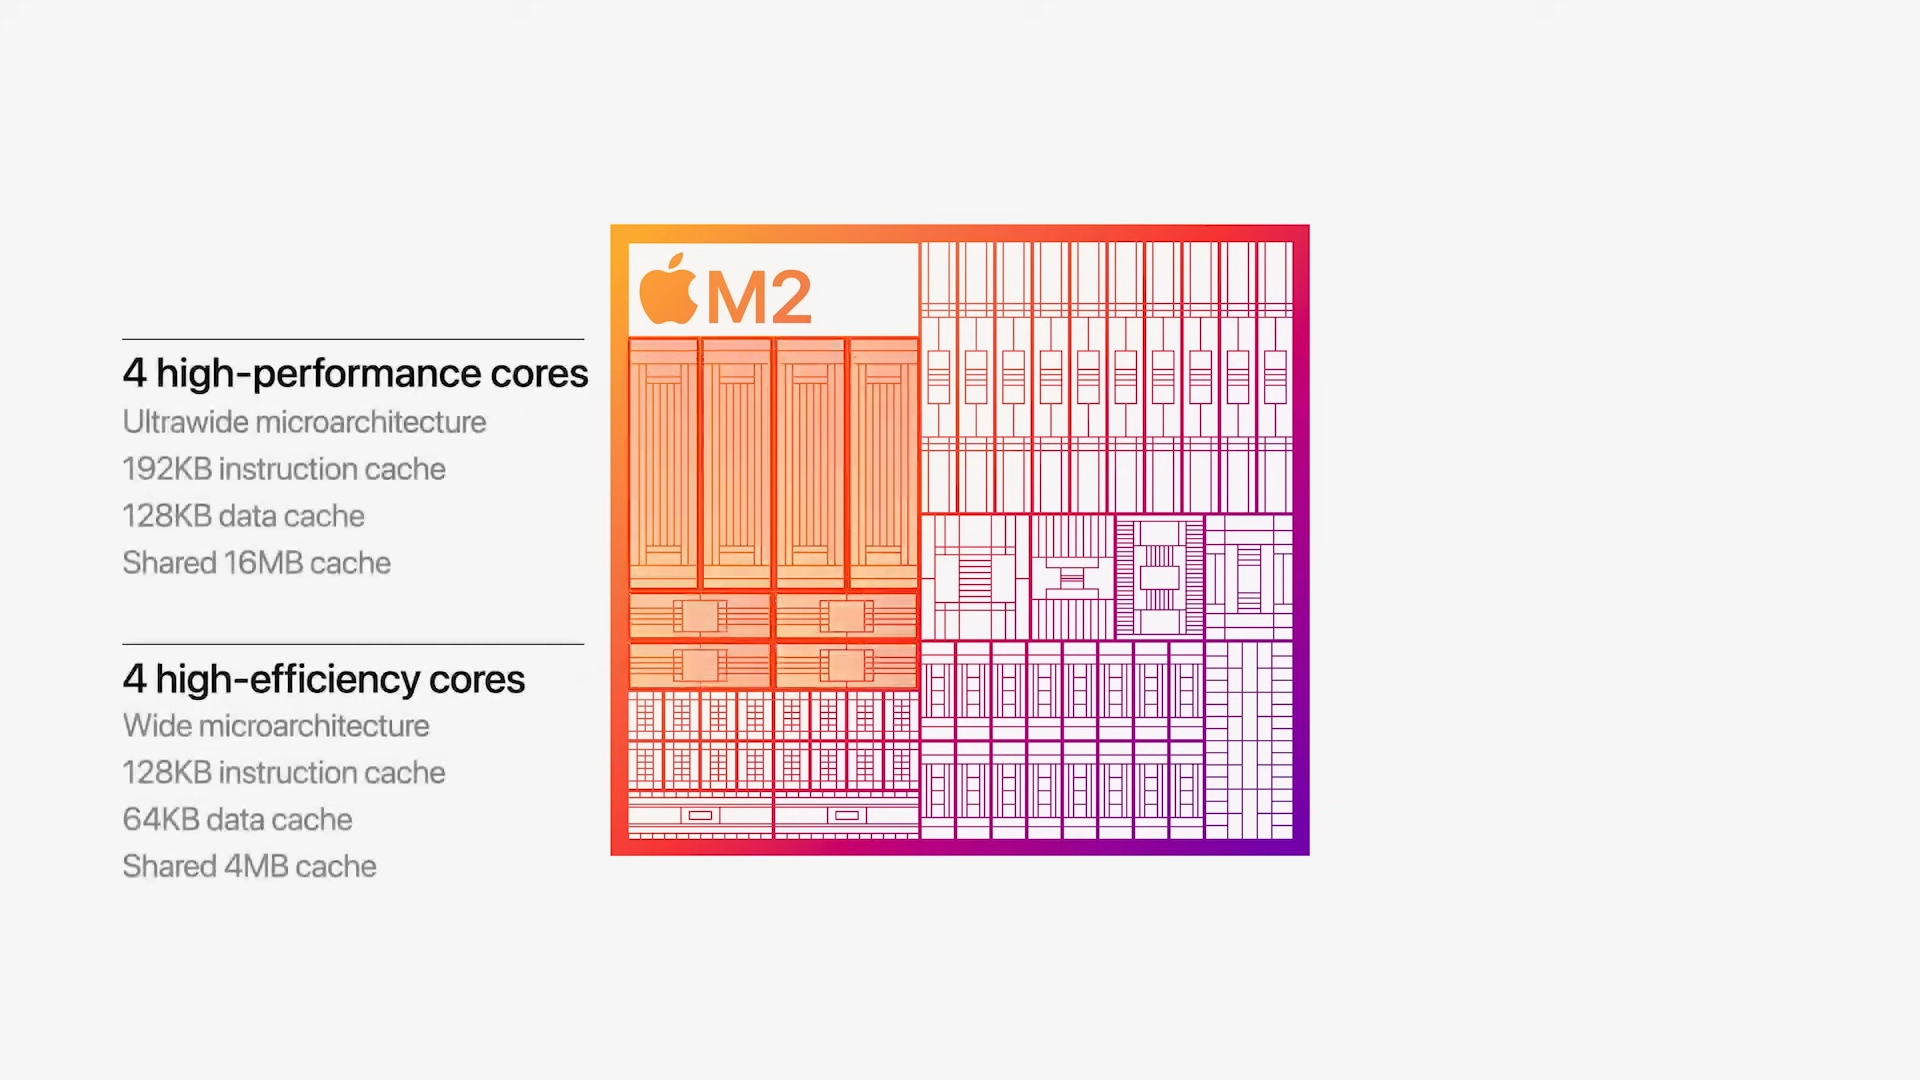 4 high-performance cores
Ultrawide microarchitecture
192KB instruction cache
128KB data cache
Shared 16MB cache
4 high-efficiency cores
Wide microarchitecture
128KB instruction cache
64KB data cache
Shared 4MB cache
M2